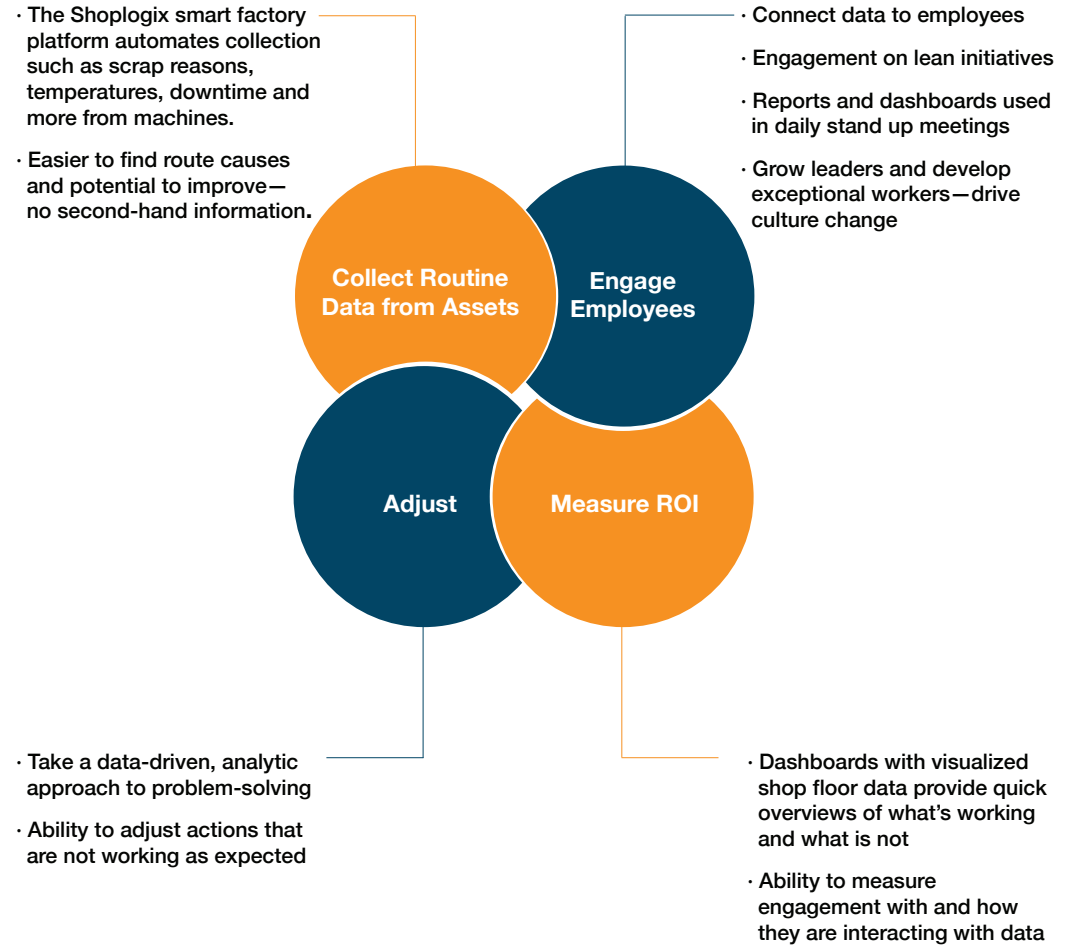 · The Shoplogix smart factory
platform automates collection
such as scrap reasons,
temperatures, downtime and
more from machines.
· Easier to find route causes
and potential to improve—
no second-hand information.
· Connect data to employees
· Engagement on lean initiatives
· Reports and dashboards used
in daily stand up meetings
· Grow leaders and develop
exceptional workers—drive
culture change
Collect Routine
Data from Assets
Engage
Employees
Adjust
Measure ROI
· Take a data-driven, analytic
approach to problem-solving
· Ability to adjust actions that
are not working as expected
· Dashboards with visualized
shop floor data provide quick
overviews of what’s working
and what is not
· Ability to measure
engagement with and how
they are interacting with data